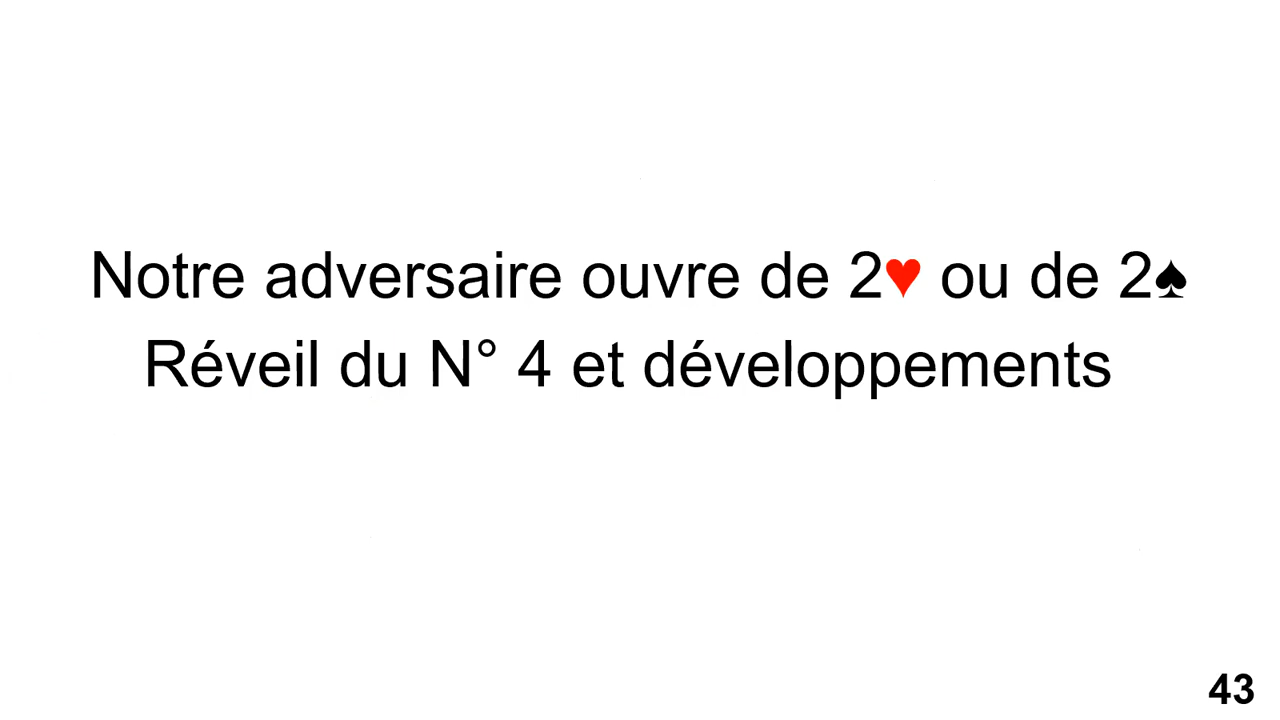 Notre adversaire ouvre de 2♥ ou de 2♠
Réveil du N° 4 et développements
43